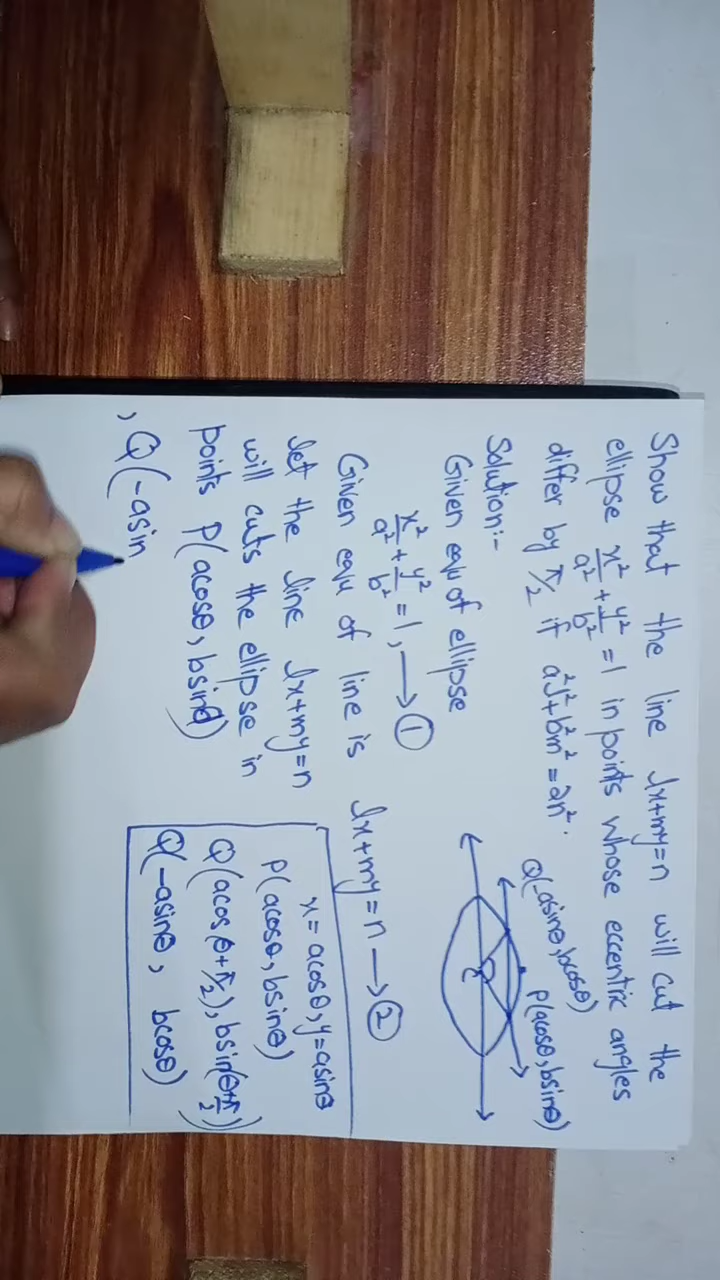 Show that the line lx+my=n will cut the
ellipse x²/a²+y²/b²=1 in points whose eccentric angles
differ by π/2 if a²l²+b²m²=2n².
Solution:-
Given equ of ellipse
x²/a²+y²/b²=1, → ①
Given equ of line is lx+my=n → ②
let the line lx+my=n
will cuts the ellipse in
points P(acosθ, bsinθ)
, Q(-asin
Q(-asinθ, bcosθ)
P(acosθ, bsinθ)
x=acosθ, y=asinθ
P(acosθ, bsinθ)
Q(acos(θ+π/2), bsin(θ+π/2))
Q(-asinθ, bcosθ)